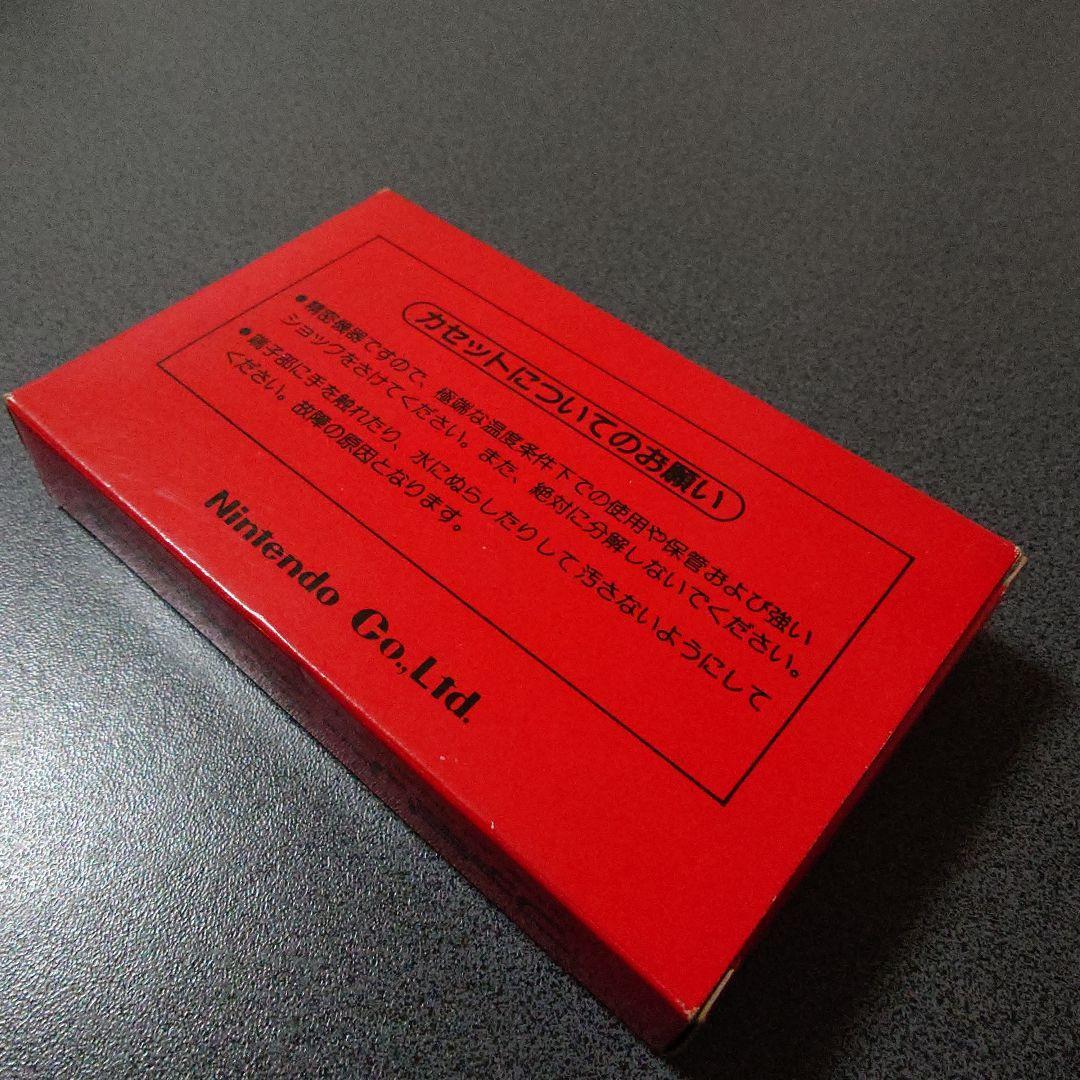 カセットについてのお願い
●精密機器ですので、極端な温度条件下での使用や保管および強い
ショックをさけてください。また、絶対に分解しないでください。
●端子部に手を触れたり、水にぬらしたりして汚さないようにして
ください。故障の原因となります。
Nintendo Co.,Ltd.